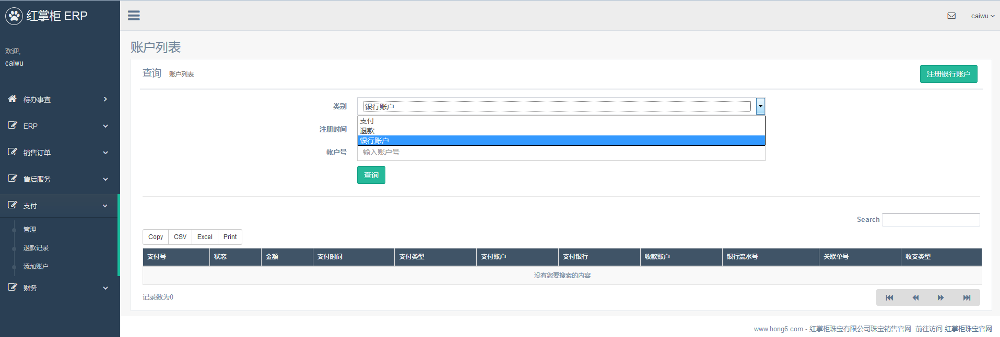 红掌柜 ERP
caiwu
欢迎,
caiwu
待办事宜
ERP
销售订单
售后服务
支付
管理
退款记录
添加账户
财务
账户列表
查询 账户列表
注册银行账户
类别 银行账户
支付
注册时间
退款
银行账户
帐户号 输入账户号
查询
Search
Copy CSV Excel Print
支付号 状态 金额 支付时间 支付类型 支付账户 支付银行 收款账户 银行流水号 关联单号 收支类型
没有您要搜索的内容
记录数为0
www.hong6.com - 红掌柜珠宝有限公司珠宝销售官网. 前往访问 红掌柜珠宝官网